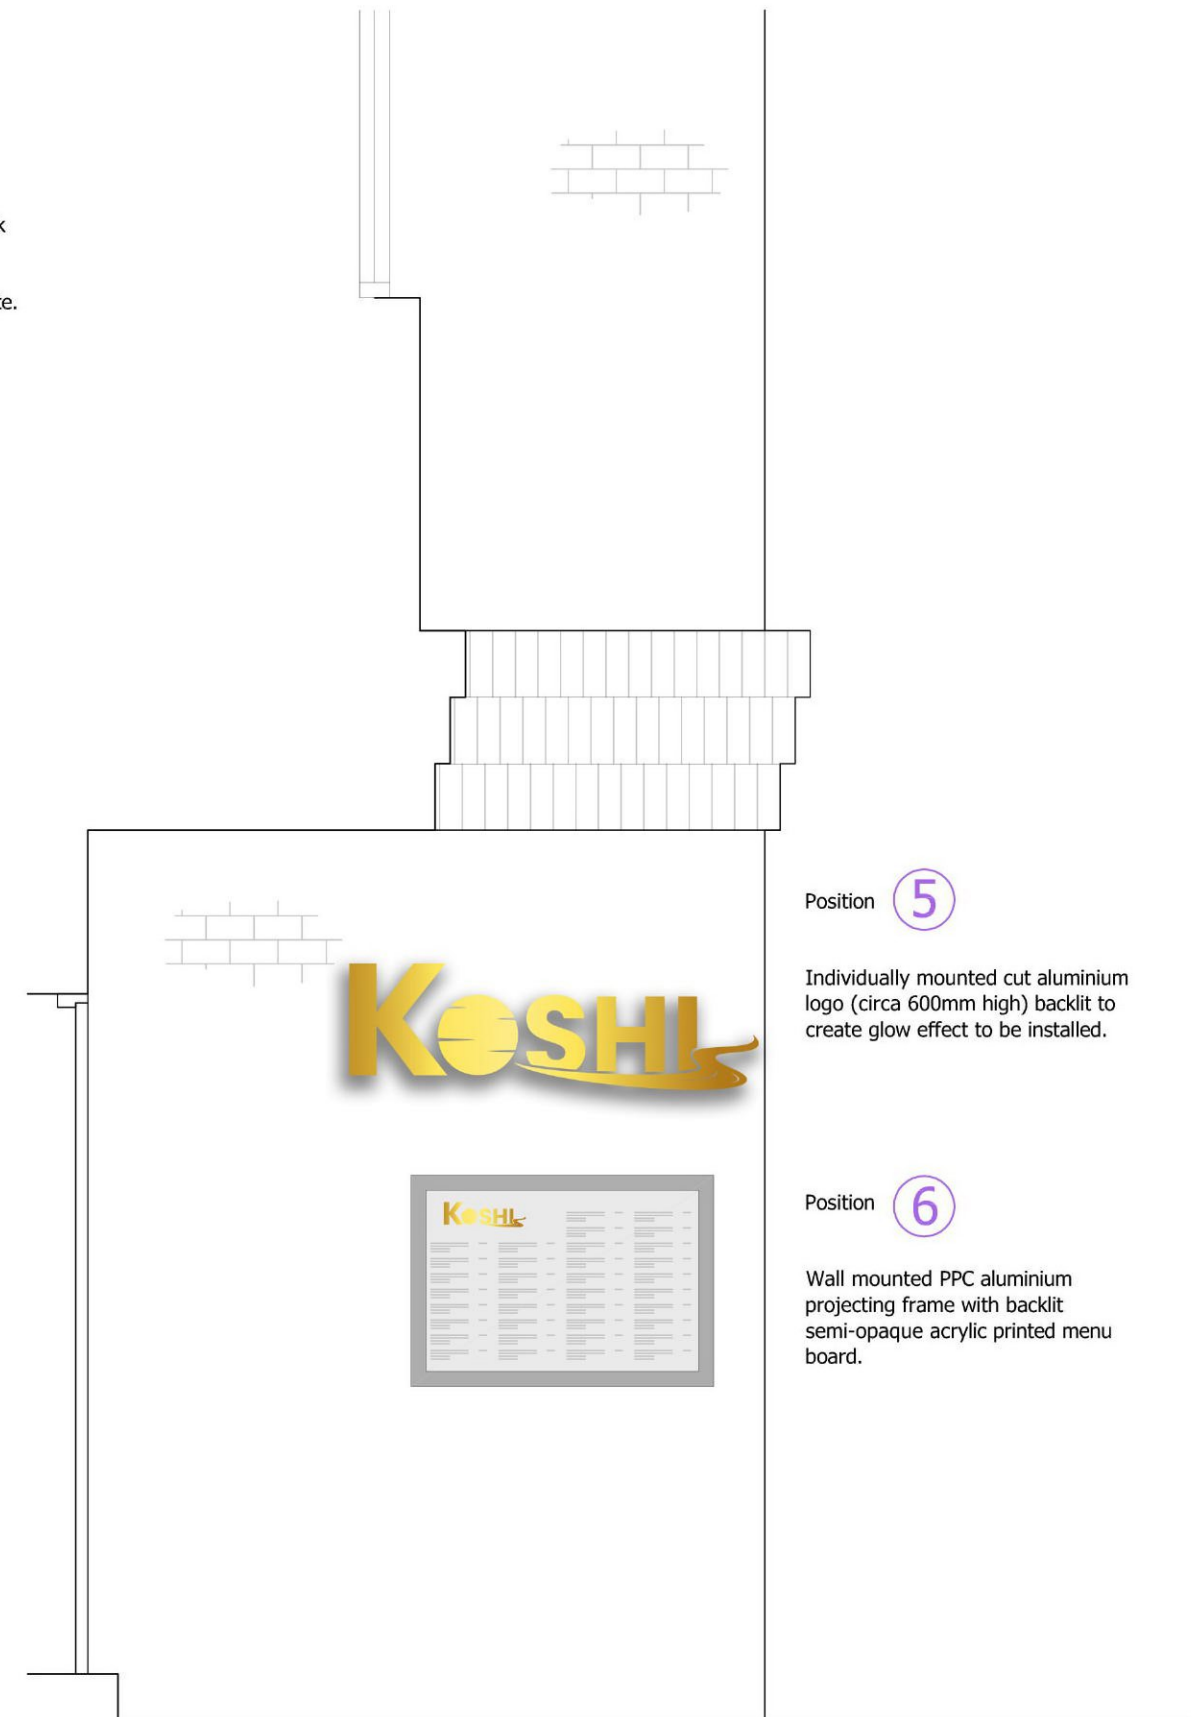 KOSHI
Position 5
Individually mounted cut aluminium
logo (circa 600mm high) backlit to
create glow effect to be installed.
KOSHI
Position 6
Wall mounted PPC aluminium
projecting frame with backlit
semi-opaque acrylic printed menu
board.